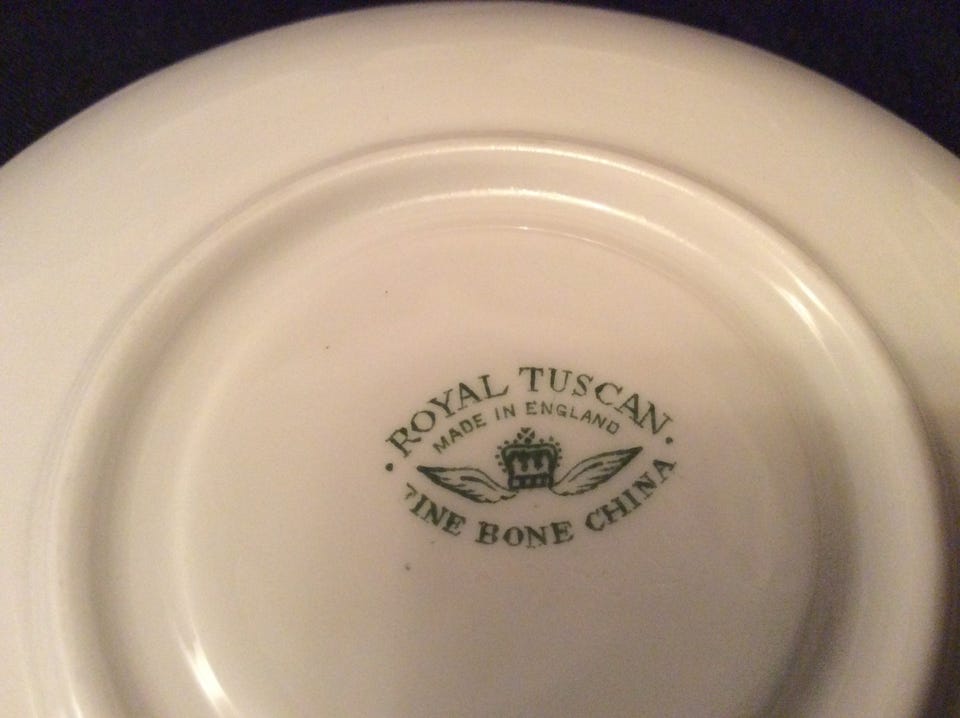 ROYAL TUSCAN
MADE IN ENGLAND
FINE BONE CHINA